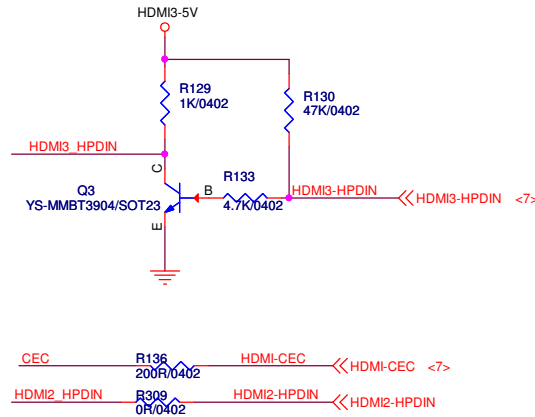 HDMI3-5V
R129
1K/0402
R130
47K/0402
HDMI3_HPDIN
C
R133
Q3
B
HDMI3-HPDIN
HDMI3-HPDIN <7>
YS-MMBT3904/SOT23
4.7K/0402
E
CEC
R136
HDMI-CEC
HDMI-CEC <7>
200R/0402
HDMI2_HPDIN
R309
HDMI2-HPDIN
HDMI2-HPDIN
0R/0402